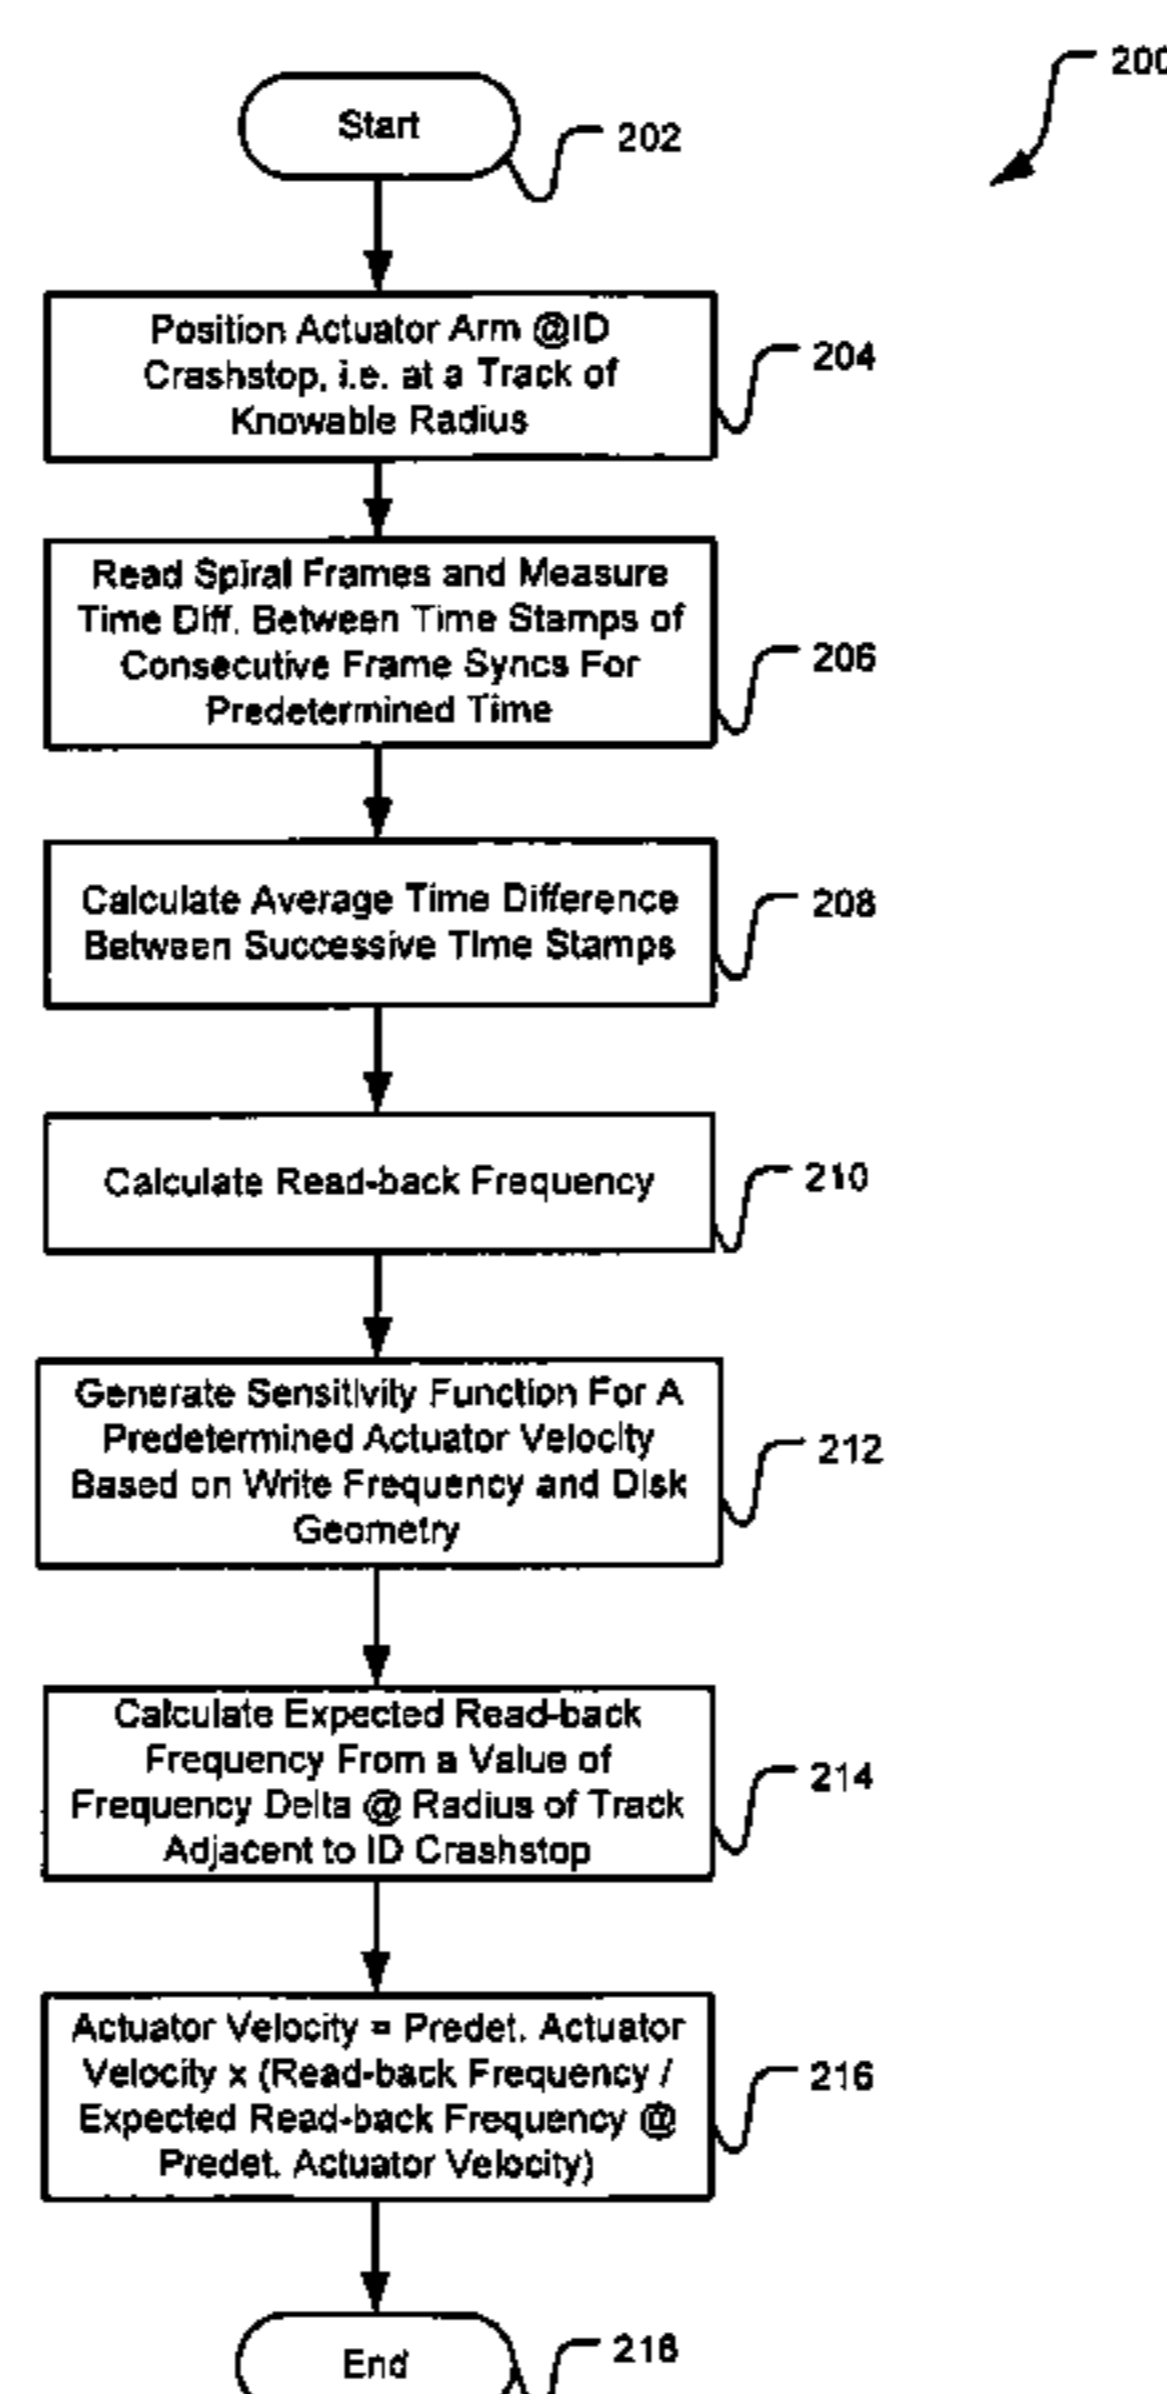 200
Start
202
Position Actuator Arm @ID
Crashstop, i.e. at a Track of
Knowable Radius
204
Read Spiral Frames and Measure
Time Diff. Between Time Stamps of
Consecutive Frame Syncs For
Predetermined Time
206
Calculate Average Time Difference
Between Successive Time Stamps
208
Calculate Read-back Frequency
210
Generate Sensitivity Function For A
Predetermined Actuator Velocity
Based on Write Frequency and Disk
Geometry
212
Calculate Expected Read-back
Frequency From a Value of
Frequency Delta @ Radius of Track
Adjacent to ID Crashstop
214
Actuator Velocity = Predet. Actuator
Velocity x (Read-back Frequency /
Expected Read-back Frequency @
Predet. Actuator Velocity)
216
End
218